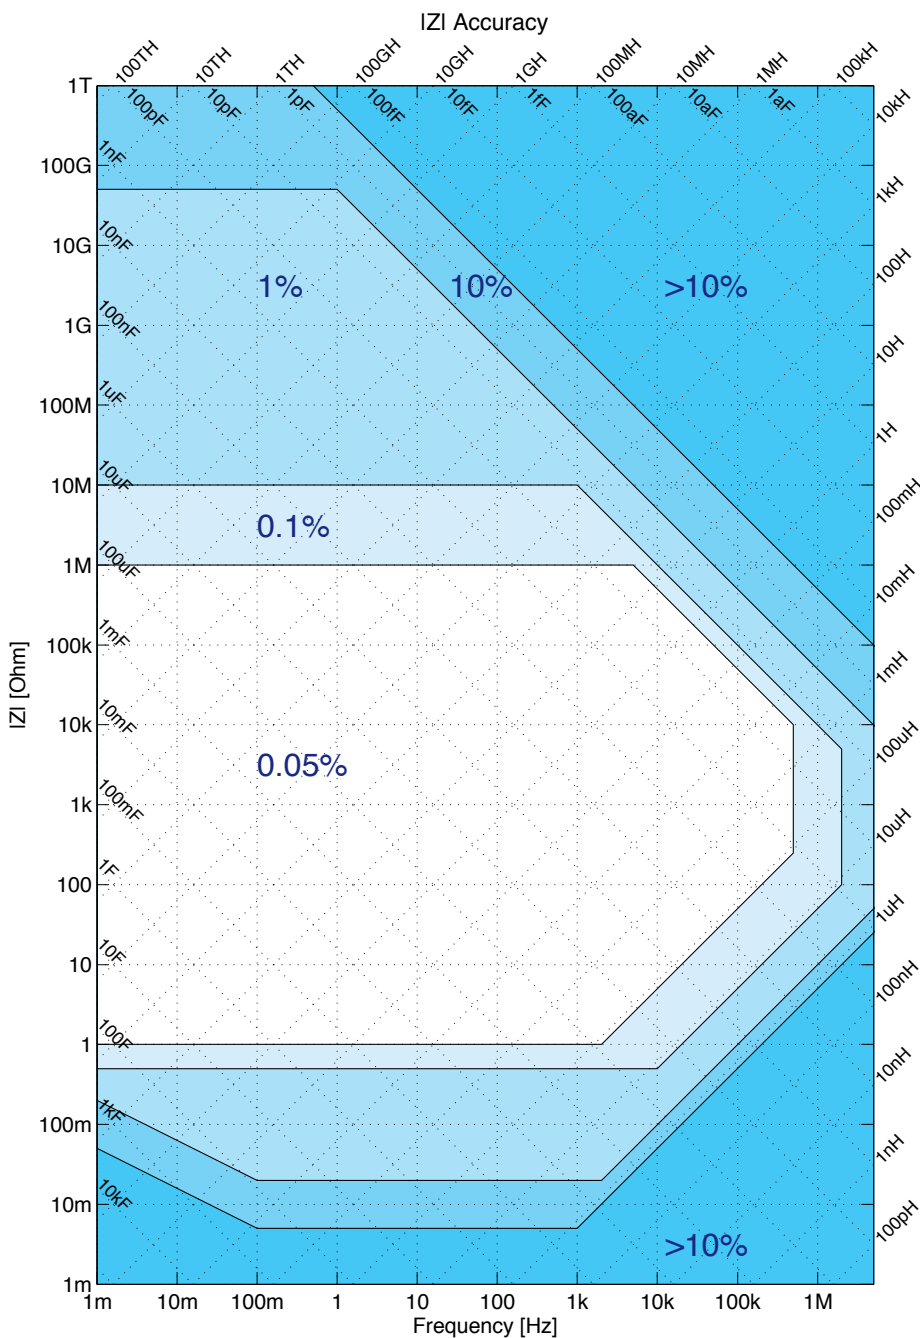 |Z| Accuracy
100TH 10TH 1TH 100GH 10GH 1GH 100MH 10MH 1MH 100kH
1T
100pF 10pF 1pF 100fF 10fF 1fF 100aF 10aF 1aF
10kH
1nF
100G
1kH
10nF
10G
100H
1% 10% >10%
100nF
1G
10H
1uF
100M
1H
10uF
10M
100mH
0.1%
100uF
1M
10mH
1mF
100k
1mH
|Z| [Ohm]
10mF
10k
100uH
0.05%
100mF
1k
10uH
1F
100
1uH
10F
10
100nH
100F
1
10nH
1kF
100m
1nH
10kF
10m
100pH
>10%
1m
1m 10m 100m 1 10 100 1k 10k 100k 1M
Frequency [Hz]